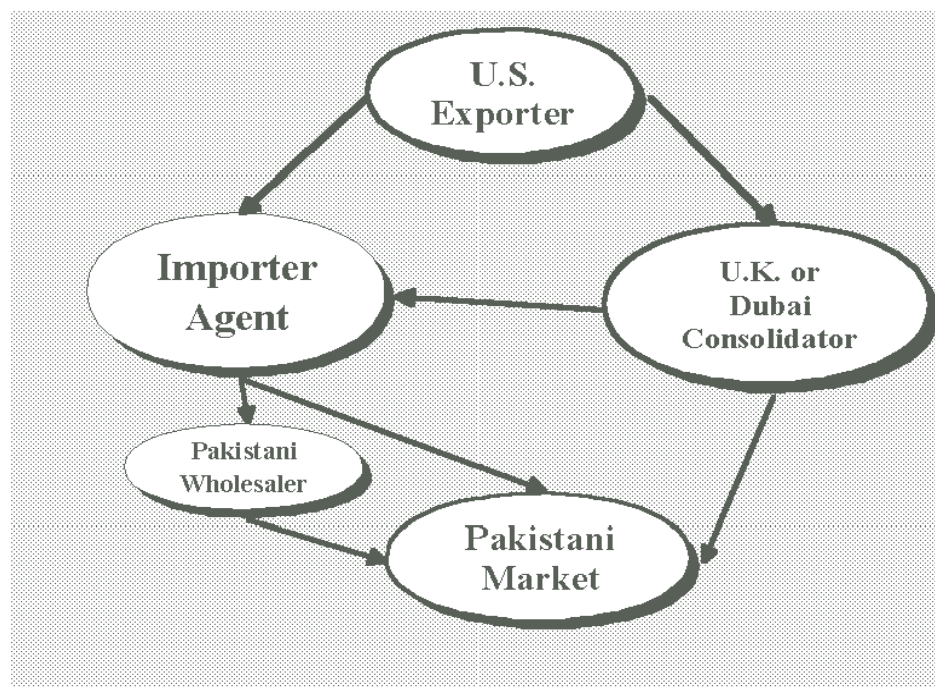 U.S.
Exporter
Importer
Agent
U.K. or
Dubai
Consolidator
Pakistani
Wholesaler
Pakistani
Market